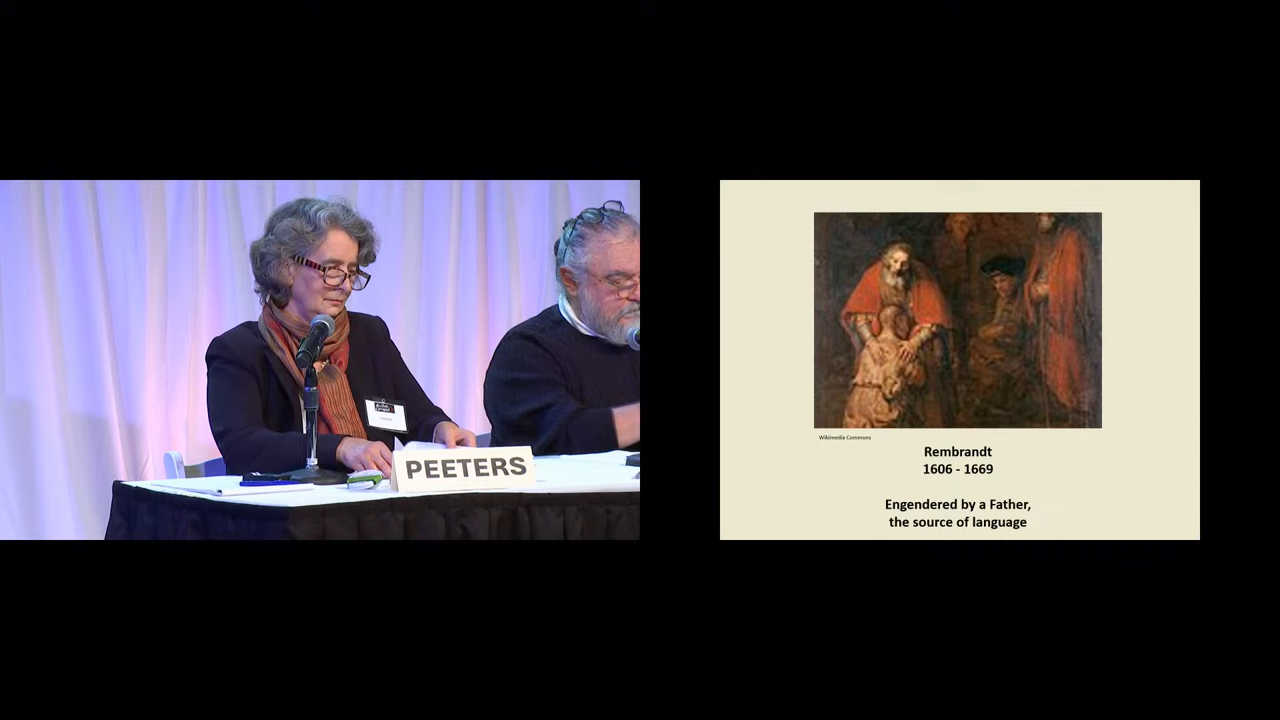 PEETERS
Wikimedia Commons
Rembrandt
1606 - 1669
Engendered by a Father,
the source of language